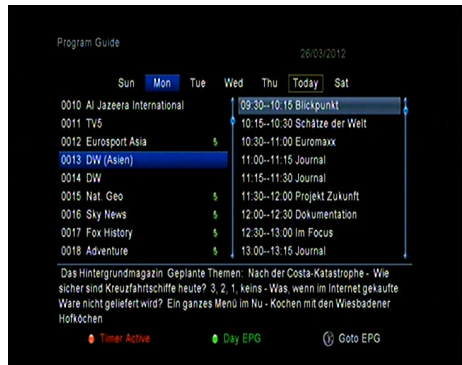 Program Guide
26/03/2012
Sun Mon Tue Wed Thu Today Sat
0010 Al Jazeera International
0011 TV5
0012 Eurosport Asia $
0013 DW (Asien)
0014 DW
0015 Nat. Geo $
0016 Sky News $
0017 Fox History $
0018 Adventure $
09:30--10:15 Blickpunkt
10:15--10:30 Schätze der Welt
10:30--11:00 Euromaxx
11:00--11:15 Journal
11:15--11:30 Journal
11:30--12:00 Projekt Zukunft
12:00--12:30 Dokumentation
12:30--13:00 Im Focus
13:00--13:15 Journal
Das Hintergrundmagazin Geplante Themen: Nach der Costa-Katastrophe - Wie
sicher sind Kreuzfahrtschiffe heute? 3, 2, 1, keins - Was, wenn im Internet gekaufte
Ware nicht geliefert wird? Ein ganzes Menü im Nu - Kochen mit den Wiesbadener
Hofköchen
Timer Active Day EPG Goto EPG